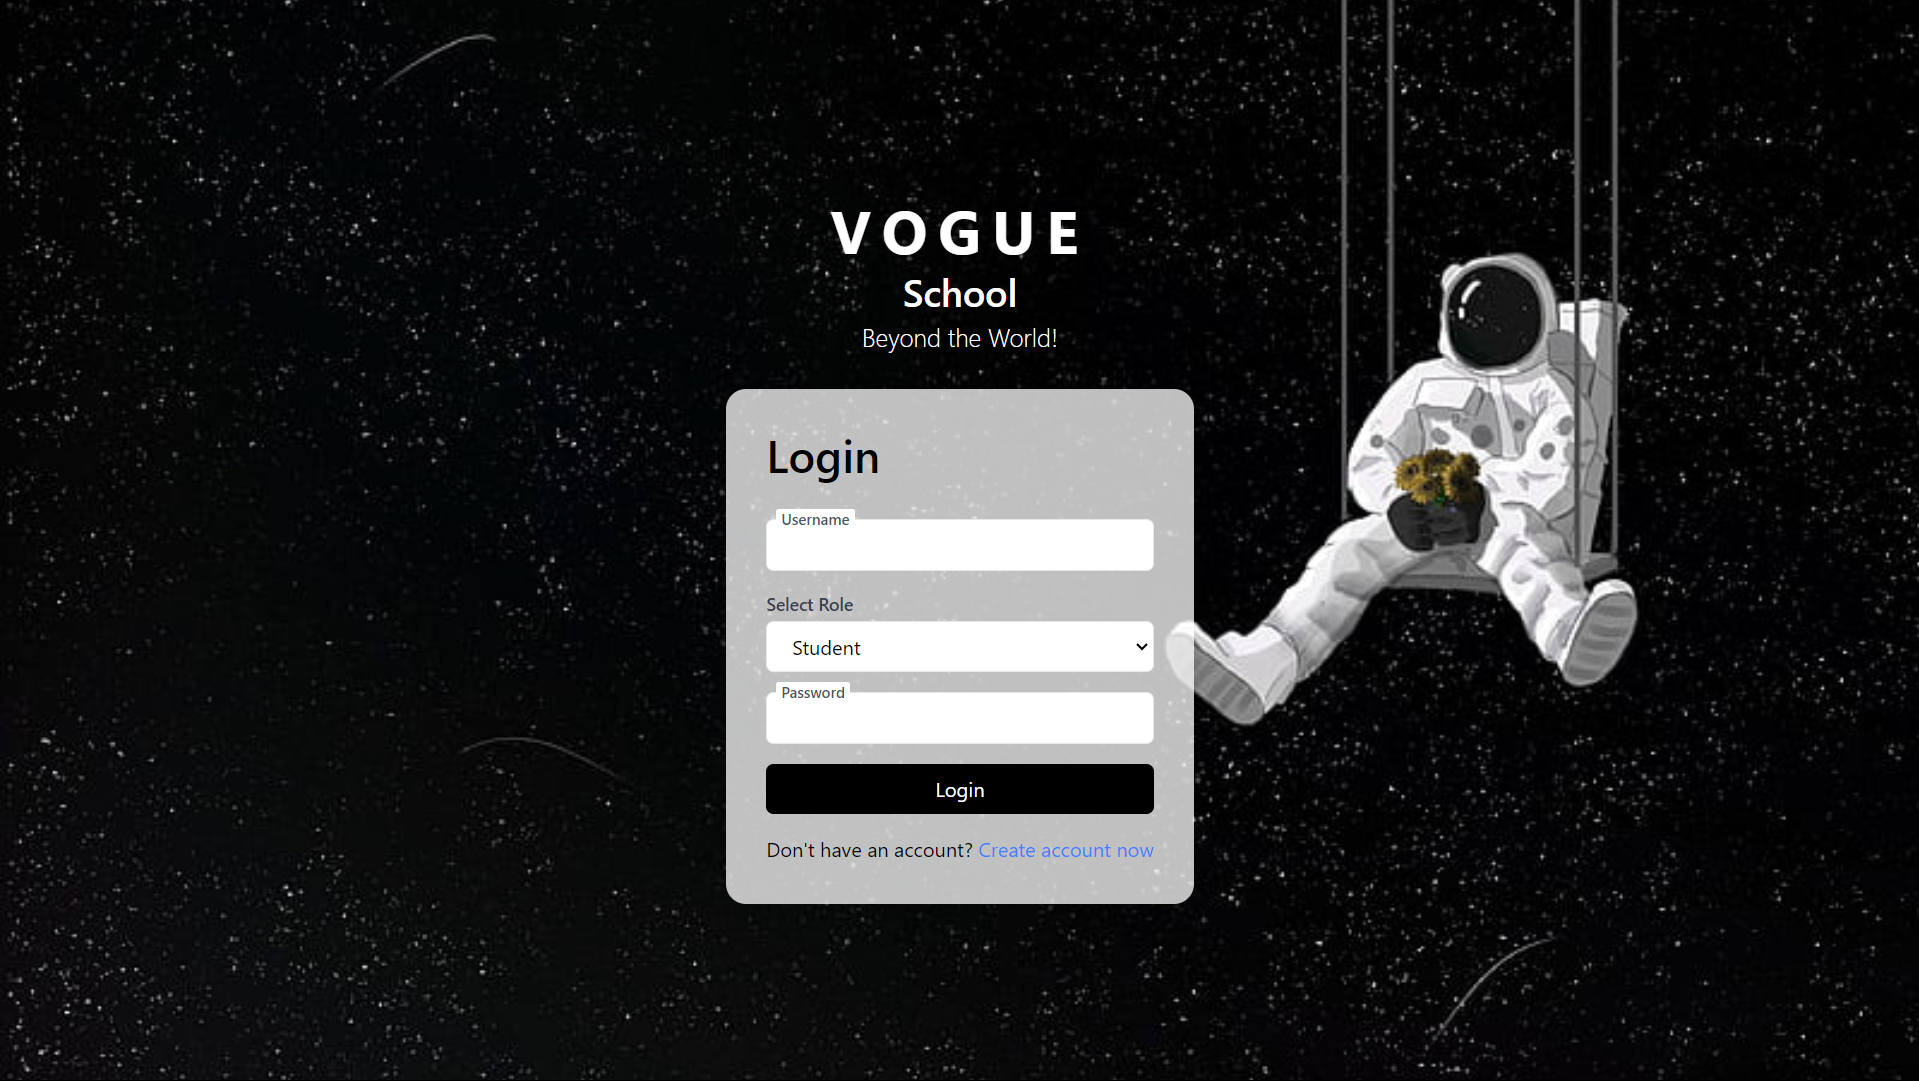 VOGUE
School
Beyond the World!
Login
Username
Select Role
Student
Password
Login
Don't have an account? Create account now